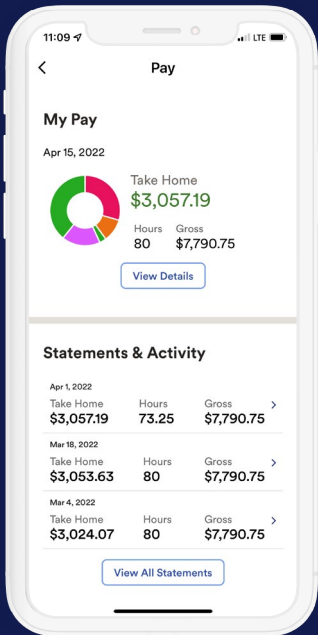 11:09 LTE
Pay
My Pay
Apr 15, 2022
Take Home
$3,057.19
Hours Gross
80 $7,790.75
View Details
Statements & Activity
Apr 1, 2022
Take Home Hours Gross
$3,057.19 73.25 $7,790.75
Mar 18, 2022
Take Home Hours Gross
$3,053.63 80 $7,790.75
Mar 4, 2022
Take Home Hours Gross
$3,024.07 80 $7,790.75
View All Statements